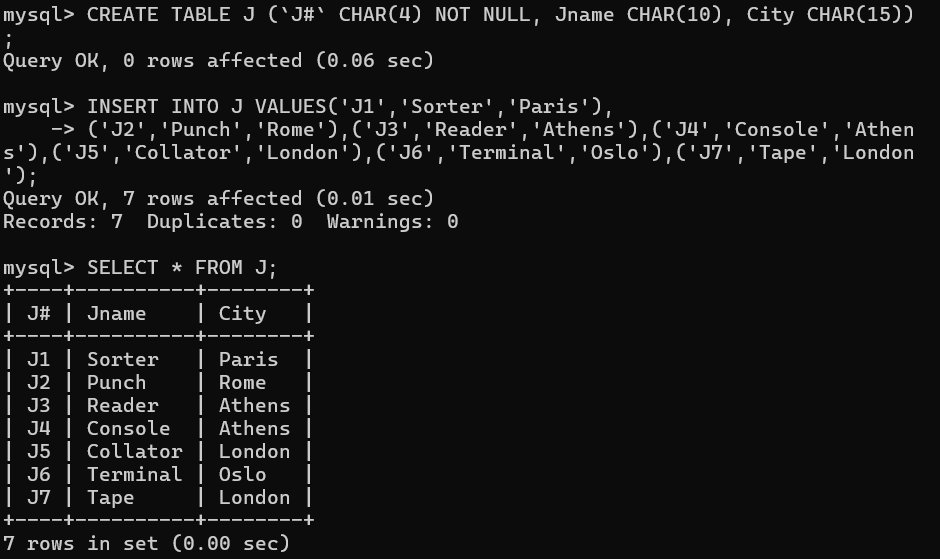 mysql> CREATE TABLE J (`J#` CHAR(4) NOT NULL, Jname CHAR(10), City CHAR(15))
;
Query OK, 0 rows affected (0.06 sec)

mysql> INSERT INTO J VALUES('J1','Sorter','Paris'),
    -> ('J2','Punch','Rome'),('J3','Reader','Athens'),('J4','Console','Athen
s'),('J5','Collator','London'),('J6','Terminal','Oslo'),('J7','Tape','London
');
Query OK, 7 rows affected (0.01 sec)
Records: 7  Duplicates: 0  Warnings: 0

mysql> SELECT * FROM J;
+----+----------+--------+
| J# | Jname    | City   |
+----+----------+--------+
| J1 | Sorter   | Paris  |
| J2 | Punch    | Rome   |
| J3 | Reader   | Athens |
| J4 | Console  | Athens |
| J5 | Collator | London |
| J6 | Terminal | Oslo   |
| J7 | Tape     | London |
+----+----------+--------+
7 rows in set (0.00 sec)